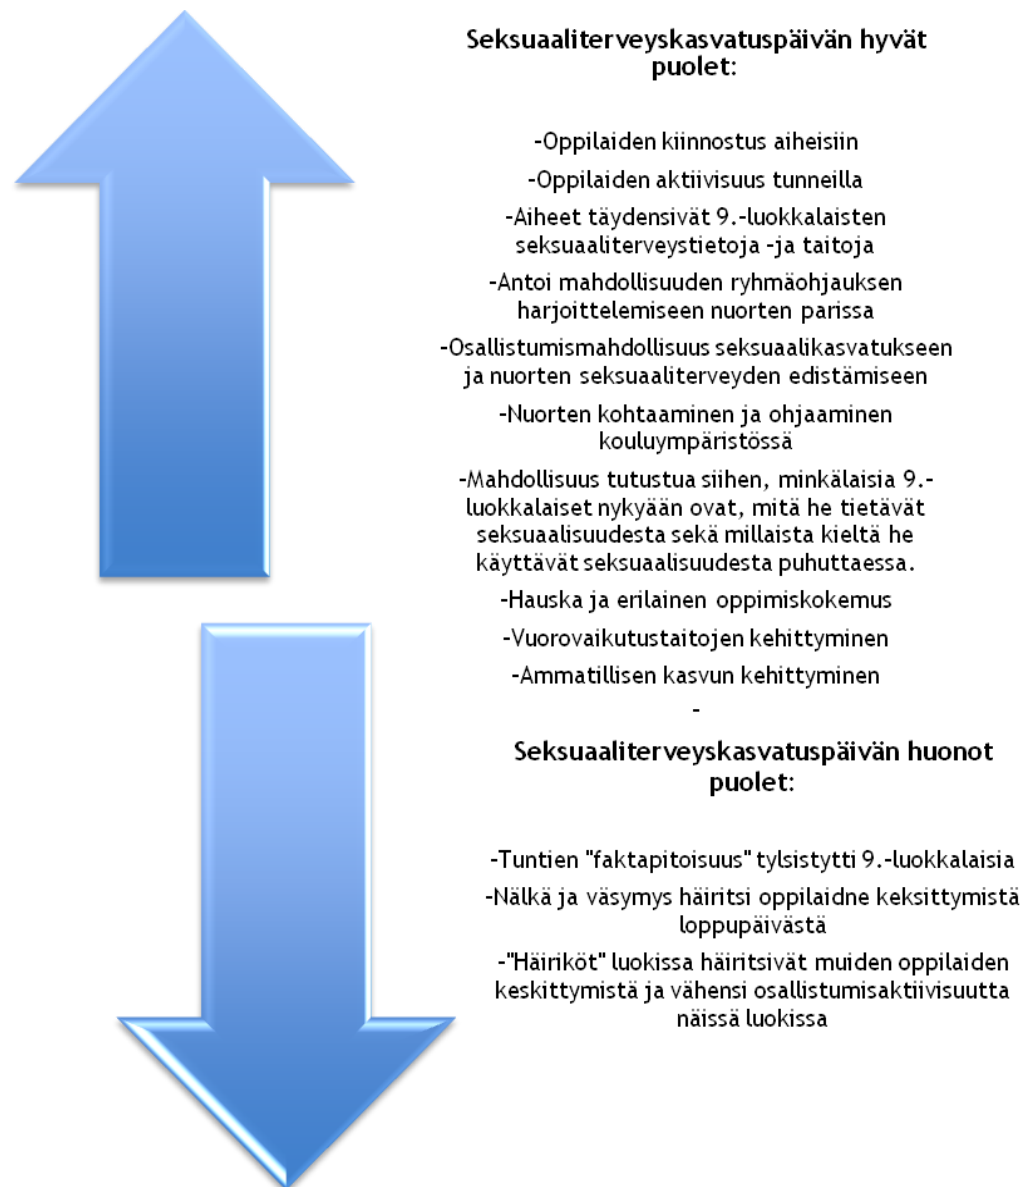 Seksuaaliterveyskasvatuspäivän hyvät
puolet:
-Oppilaiden kiinnostus aiheisiin
-Oppilaiden aktiivisuus tunneilla
-Aiheet täydensivät 9.-luokkalaisten
seksuaaliterveystietoja -ja taitoja
-Antoi mahdollisuuden ryhmäohjauksen
harjoittelemiseen nuorten parissa
-Osallistumismahdollisuus seksuaalikasvatukseen
ja nuorten seksuaaliterveyden edistämiseen
-Nuorten kohtaaminen ja ohjaaminen
kouluympäristössä
-Mahdollisuus tutustua siihen, minkälaisia 9.-
luokkalaiset nykyään ovat, mitä he tietävät
seksuaalisuudesta sekä millaista kieltä he
käyttävät seksuaalisuudesta puhuttaessa.
-Hauska ja erilainen oppimiskokemus
-Vuorovaikutustaitojen kehittyminen
-Ammatillisen kasvun kehittyminen
-
Seksuaaliterveyskasvatuspäivän huonot
puolet:
-Tuntien "faktapitoisuus" tylsistytti 9.-luokkalaisia
-Nälkä ja väsymys häiritsi oppilaidne keksittymistä
loppupäivästä
-"Häiriköt" luokissa häiritsivät muiden oppilaiden
keskittymistä ja vähensi osallistumisaktiivisuutta
näissä luokissa